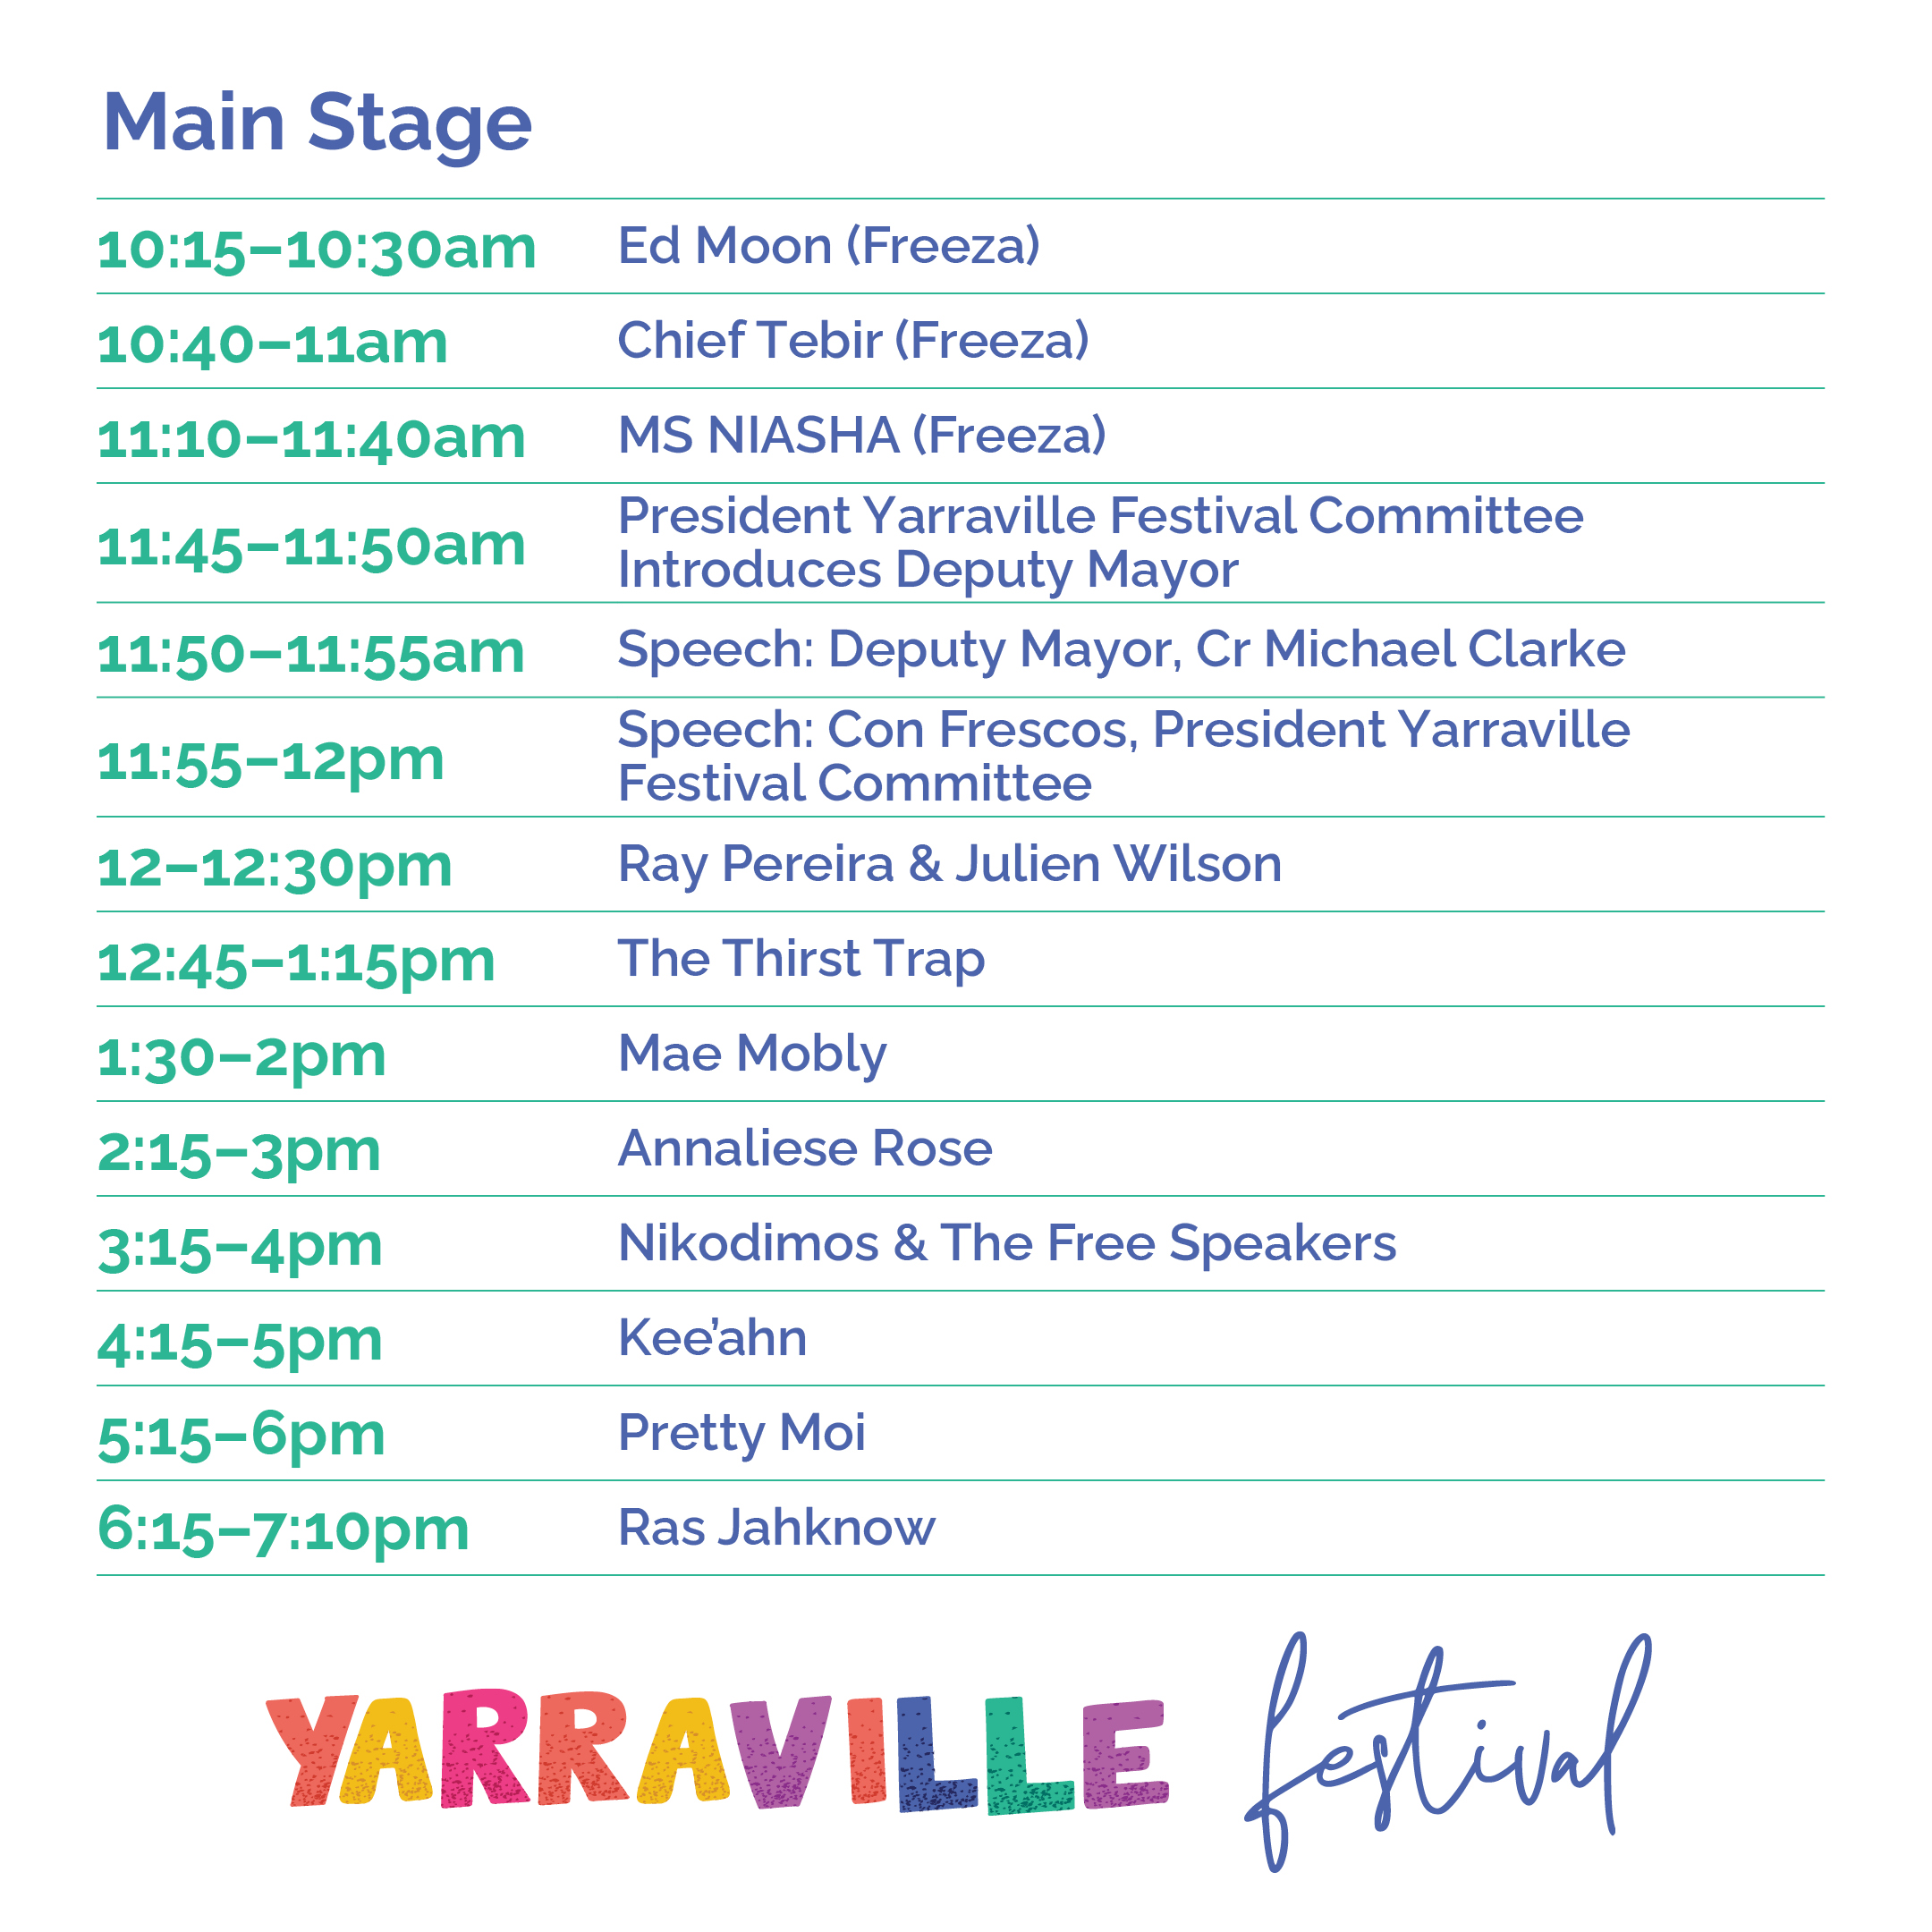 Main Stage
10:15–10:30am Ed Moon (Freeza)
10:40–11am Chief Tebir (Freeza)
11:10–11:40am MS NIASHA (Freeza)
11:45–11:50am President Yarraville Festival Committee
Introduces Deputy Mayor
11:50–11:55am Speech: Deputy Mayor, Cr Michael Clarke
11:55–12pm Speech: Con Frescos, President Yarraville
Festival Committee
12–12:30pm Ray Pereira & Julien Wilson
12:45–1:15pm The Thirst Trap
1:30–2pm Mae Mobly
2:15–3pm Annaliese Rose
3:15–4pm Nikodimos & The Free Speakers
4:15–5pm Kee’ahn
5:15–6pm Pretty Moi
6:15–7:10pm Ras Jahknow
YARRAVILLE festival